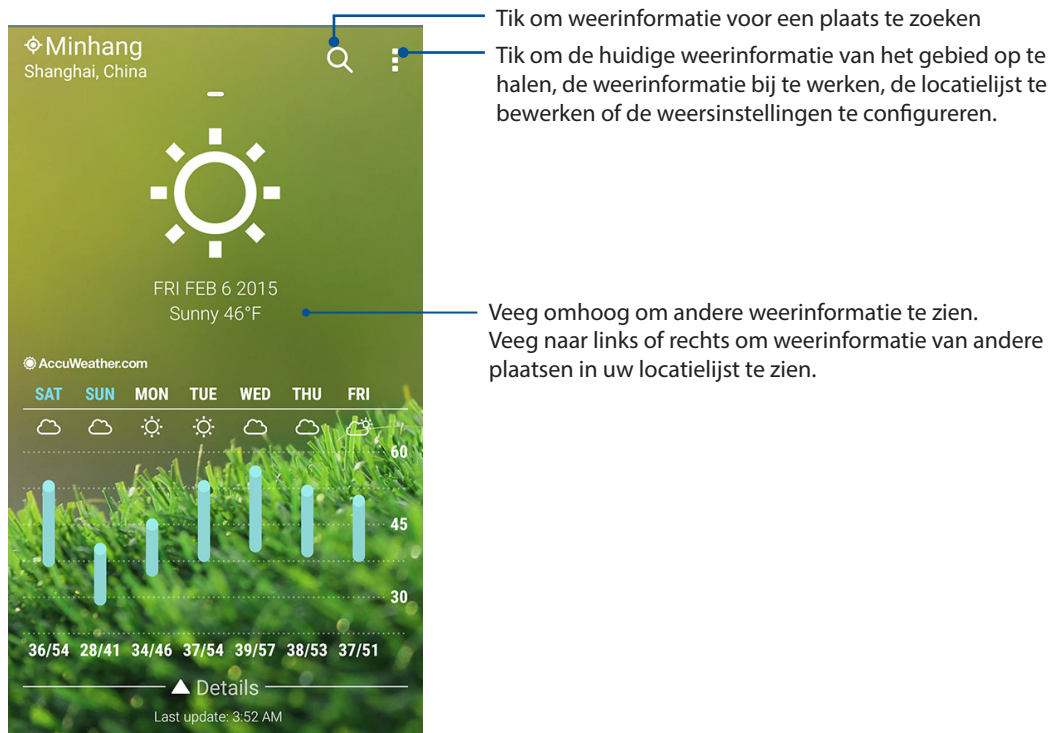 Tik om weerinformatie voor een plaats te zoeken
Tik om de huidige weerinformatie van het gebied op te
halen, de weerinformatie bij te werken, de locatielijst te
bewerken of de weersinstellingen te configureren.
Minhang
Shanghai, China
FRI FEB 6 2015
Sunny 46°F
Veeg omhoog om andere weerinformatie te zien.
Veeg naar links of rechts om weerinformatie van andere
plaatsen in uw locatielijst te zien.
AccuWeather.com
SAT SUN MON TUE WED THU FRI
60
45
30
36/54 28/41 34/46 37/54 39/57 38/53 37/51
Details
Last update: 3:52 AM